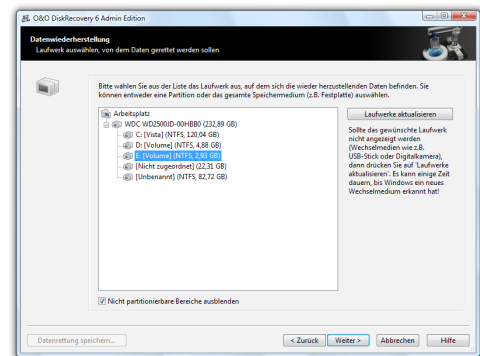 O&O DiskRecovery 6 Admin Edition
Datenwiederherstellung
Laufwerk auswählen, von dem Daten gerettet werden sollen
Bitte wählen Sie aus der Liste das Laufwerk aus, auf dem sich die wieder herzustellenden Daten befinden. Sie
können entweder eine Partition oder das gesamte Speichermedium (z.B. Festplatte) auswählen.
Arbeitsplatz
WDC WD2500JD-00HBB0 (232,89 GB)
C: [Vista] (NTFS, 120,04 GB)
D: [Volume] (NTFS, 4,88 GB)
E: [Volume] (NTFS, 2,93 GB)
[Nicht zugeordnet] (22,31 GB)
[Unbenannt] (NTFS, 82,72 GB)
Laufwerke aktualisieren
Sollte das gewünschte Laufwerk
nicht angezeigt werden
(Wechselmedien wie z.B.
USB-Stick oder Digitalkamera),
dann drücken Sie auf 'Laufwerke
aktualisieren'. Es kann einige Zeit
dauern, bis Windows ein neues
Wechselmedium erkannt hat!
Nicht partitionierbare Bereiche ausblenden
Datenrettung speichern...
< Zurück
Weiter >
Abbrechen
Hilfe